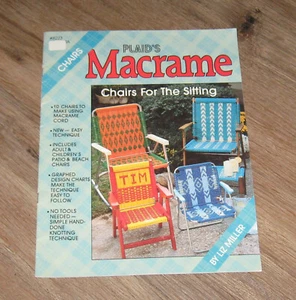 CHAIRS
PLAID'S
Macrame
Chairs For The Sitting
•10 CHAIRS TO
MAKE USING
MACRAMÉ
CORD
•NEW — EASY
TECHNIQUE
•INCLUDES
ADULT &
CHILDREN'S
PATIO & BEACH
CHAIRS
•GRAPHED
DESIGN CHARTS
MAKE THE
TECHNIQUE
EASY TO
FOLLOW
•NO TOOLS
NEEDED—
SIMPLE HAND-
DONE
KNOTTING
TECHNIQUE
TIM
BY LIZ MILLER